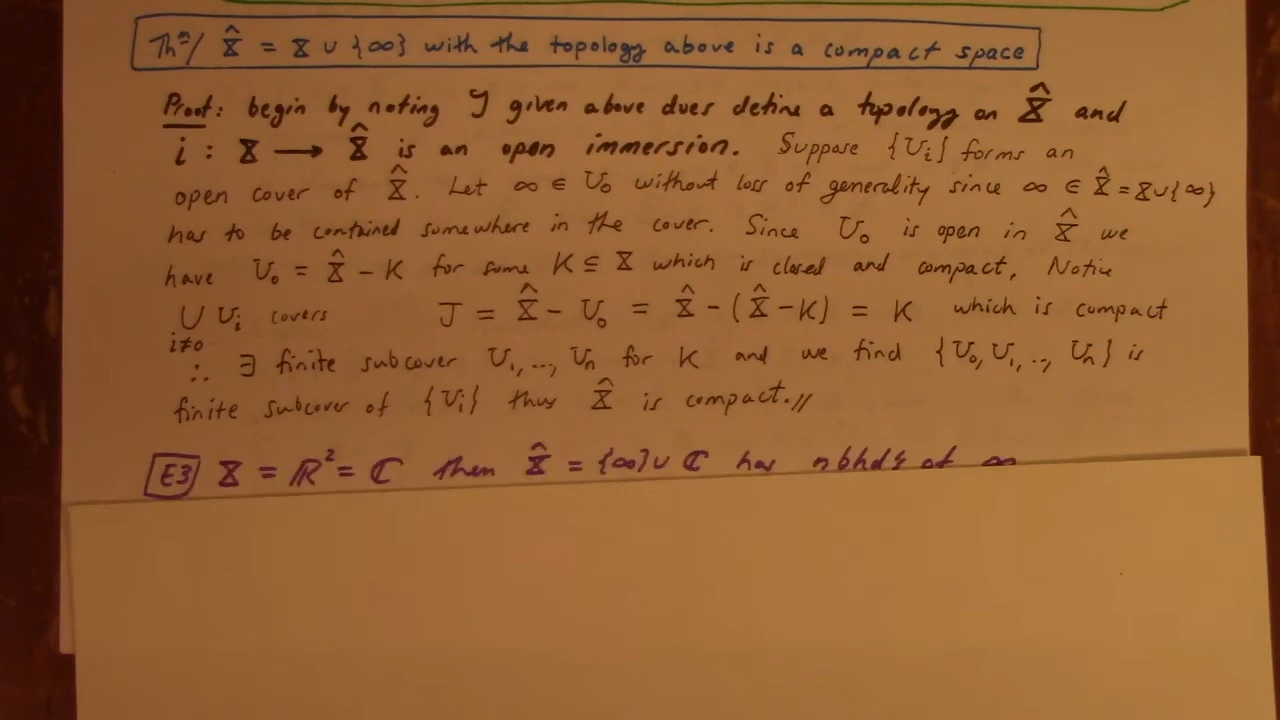 Thᵐ/ X̂ = X ∪ {∞} with the topology above is a compact space
Proof: begin by noting 𝒯 given above does define a topology on X̂ and
i : X → X̂ is an open immersion. Suppose {Uᵢ} forms an
open cover of X̂. Let ∞ ∈ U₀ without loss of generality since ∞ ∈ X̂ = X∪{∞}
has to be contained somewhere in the cover. Since U₀ is open in X̂ we
have U₀ = X̂ − K for some K ⊆ X which is closed and compact. Notice
∪ Uᵢ covers J = X̂ − U₀ = X̂ − (X̂ − K) = K which is compact
i≠0
∴ ∃ finite subcover U₁, ..., Uₙ for K and we find {U₀, U₁, .., Uₙ} is
finite subcover of {Uᵢ} thus X̂ is compact.//
E3 X = ℝ² = ℂ then X̂ = {∞} ∪ ℂ has nbhds of ∞